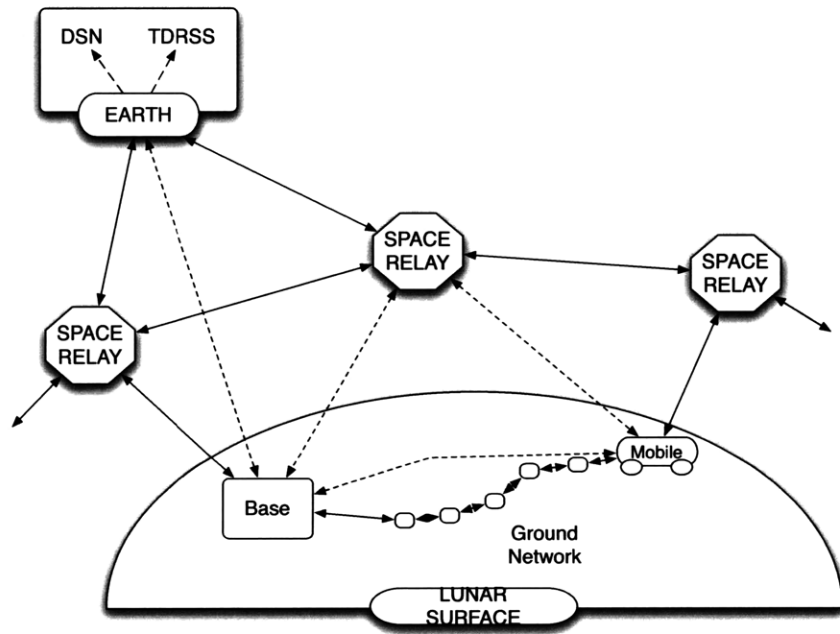 DSN TDRSS
EARTH
SPACE
RELAY
SPACE
RELAY
SPACE
RELAY
Mobile
Base
Ground
Network
LUNAR
SURFACE